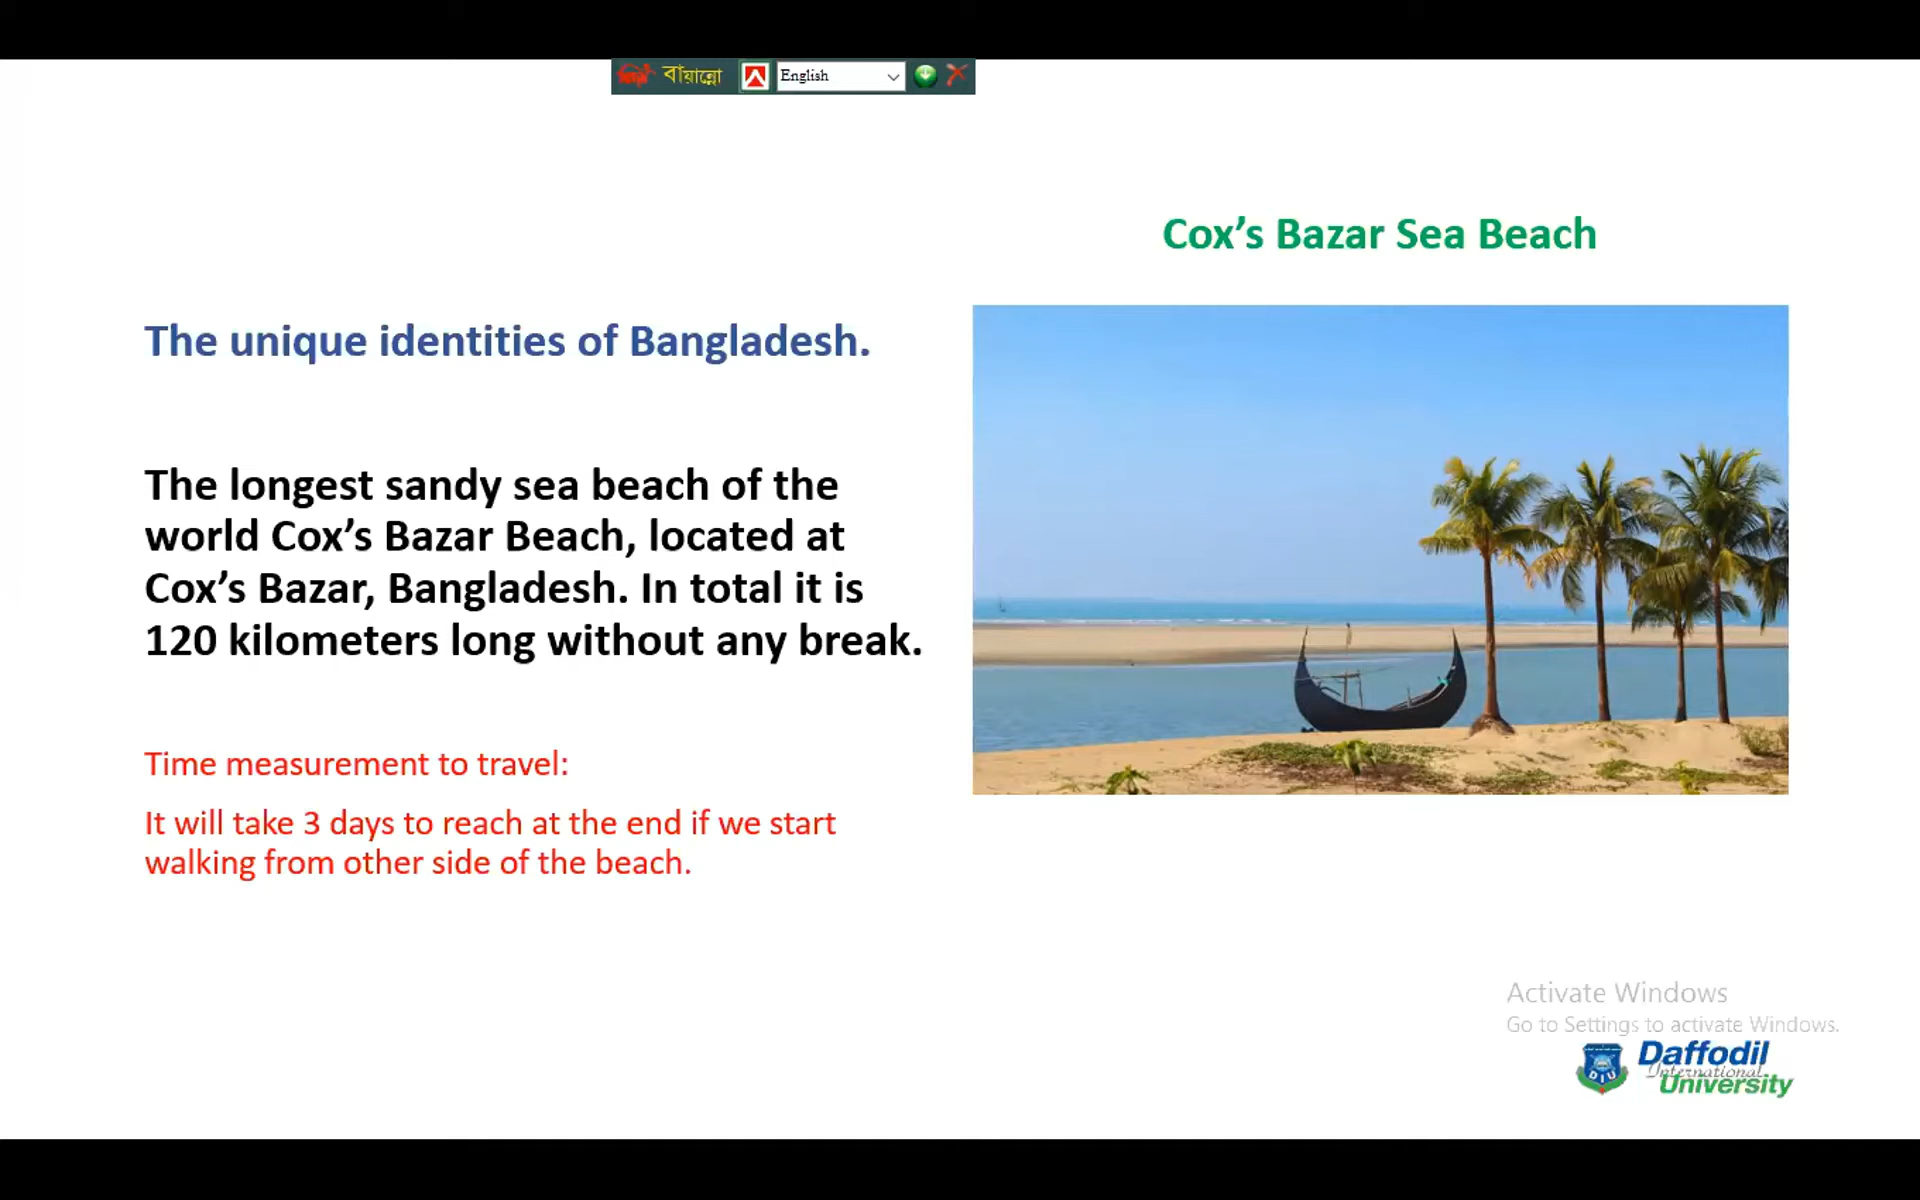 বায়ান্নো
English
Cox’s Bazar Sea Beach
The unique identities of Bangladesh.
The longest sandy sea beach of the
world Cox’s Bazar Beach, located at
Cox’s Bazar, Bangladesh. In total it is
120 kilometers long without any break.
Time measurement to travel:
It will take 3 days to reach at the end if we start
walking from other side of the beach.
Activate Windows
Go to Settings to activate Windows.
DIU
Daffodil
International
University